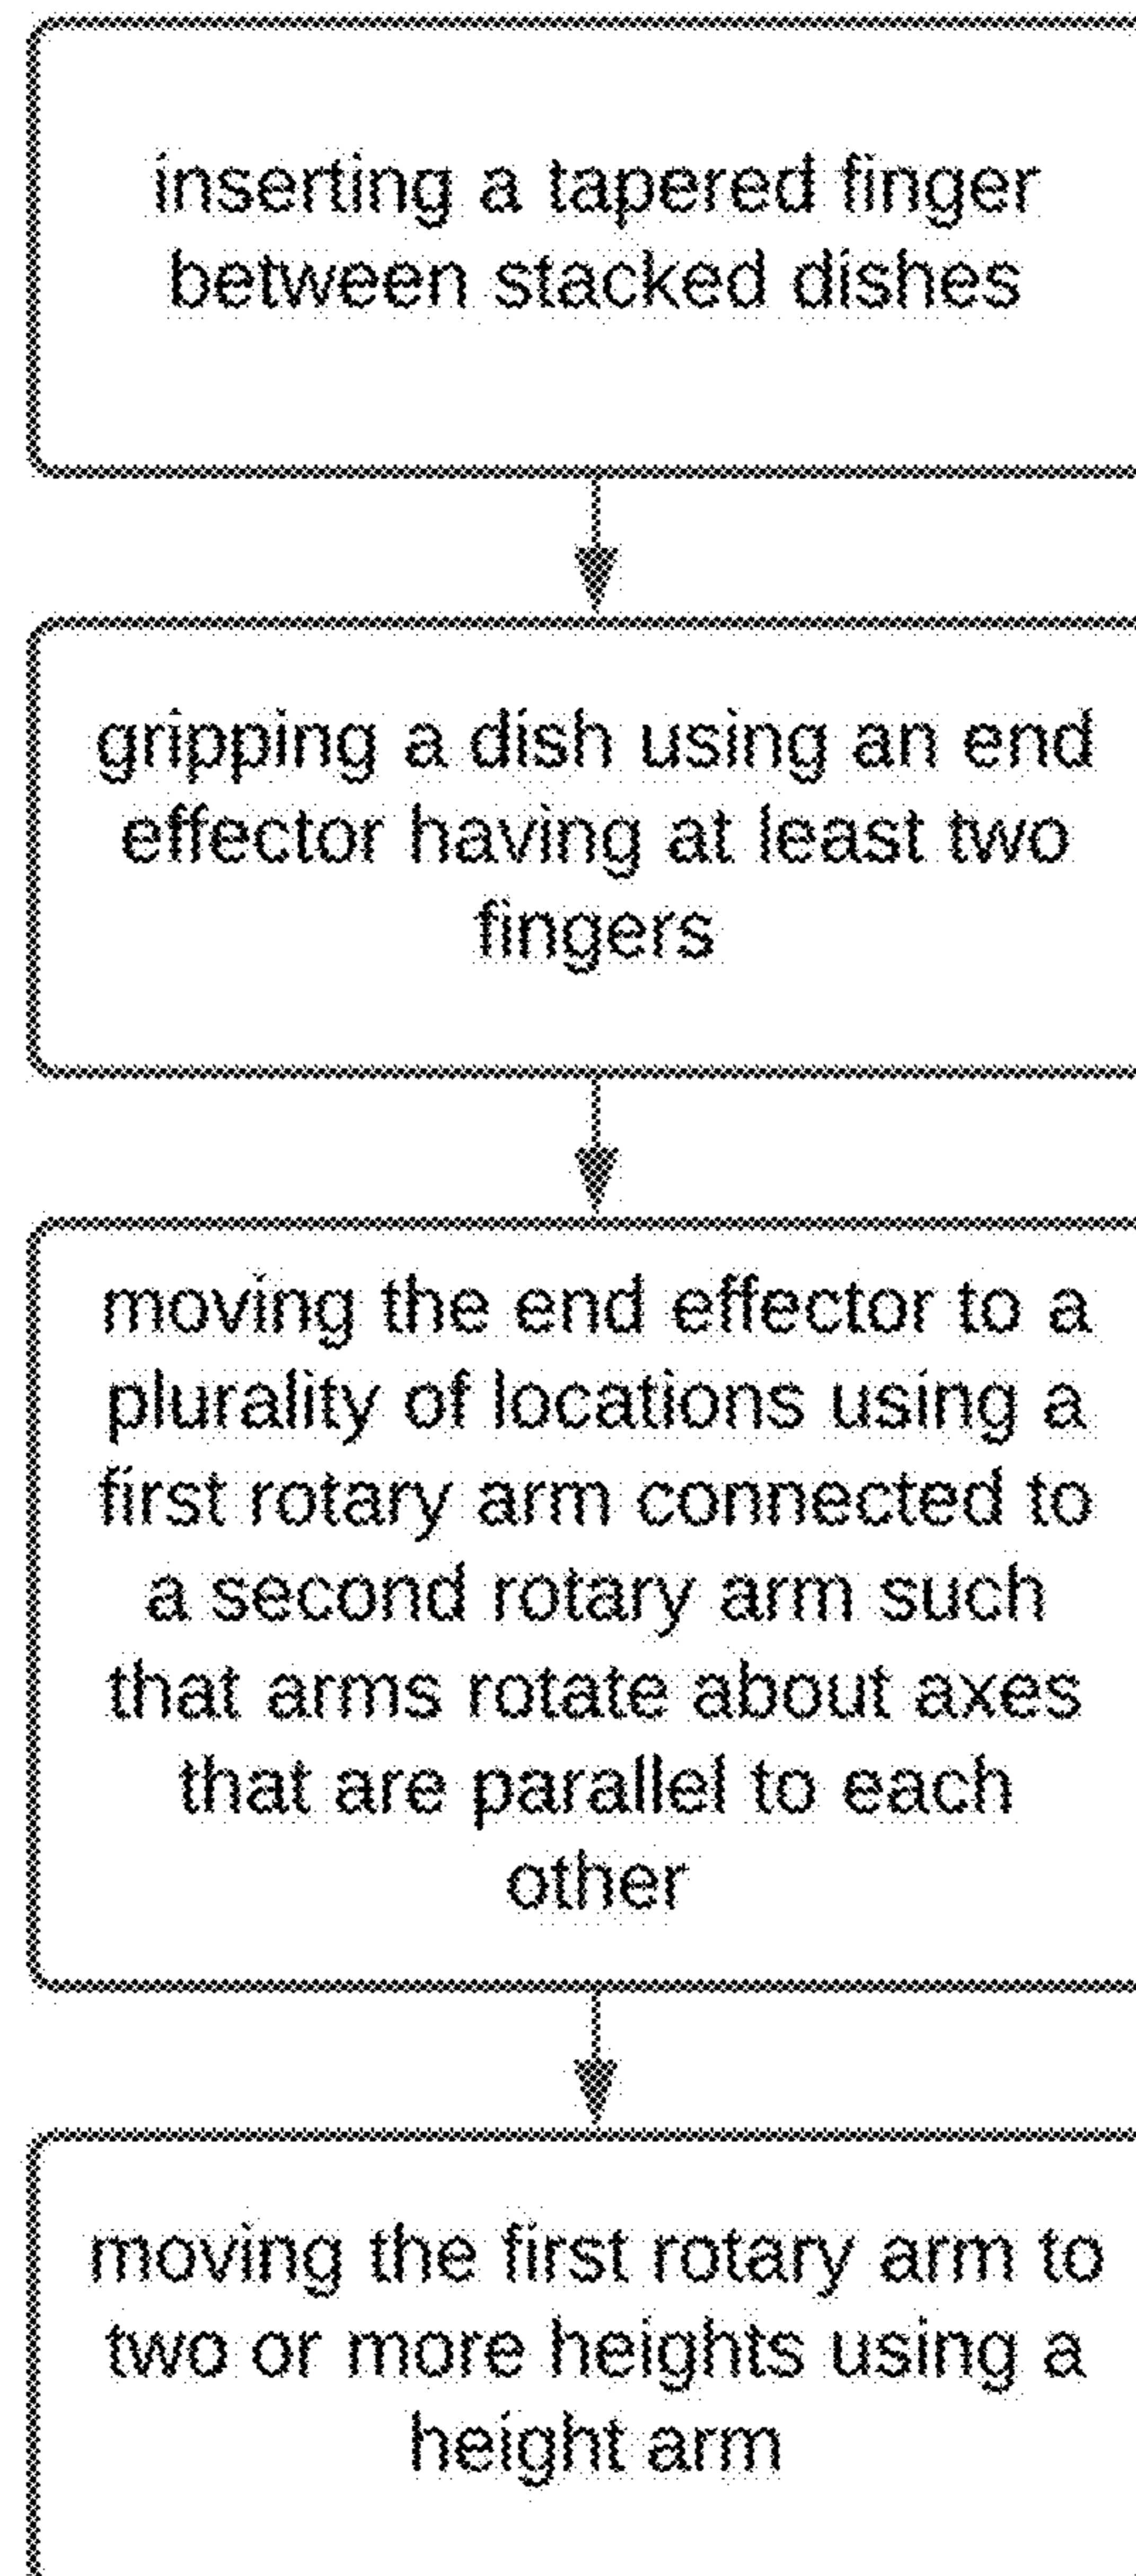 inserting a tapered finger
between stacked dishes
gripping a dish using an end
effector having at least two
fingers
moving the end effector to a
plurality of locations using a
first rotary arm connected to
a second rotary arm such
that arms rotate about axes
that are parallel to each
other
moving the first rotary arm to
two or more heights using a
height arm